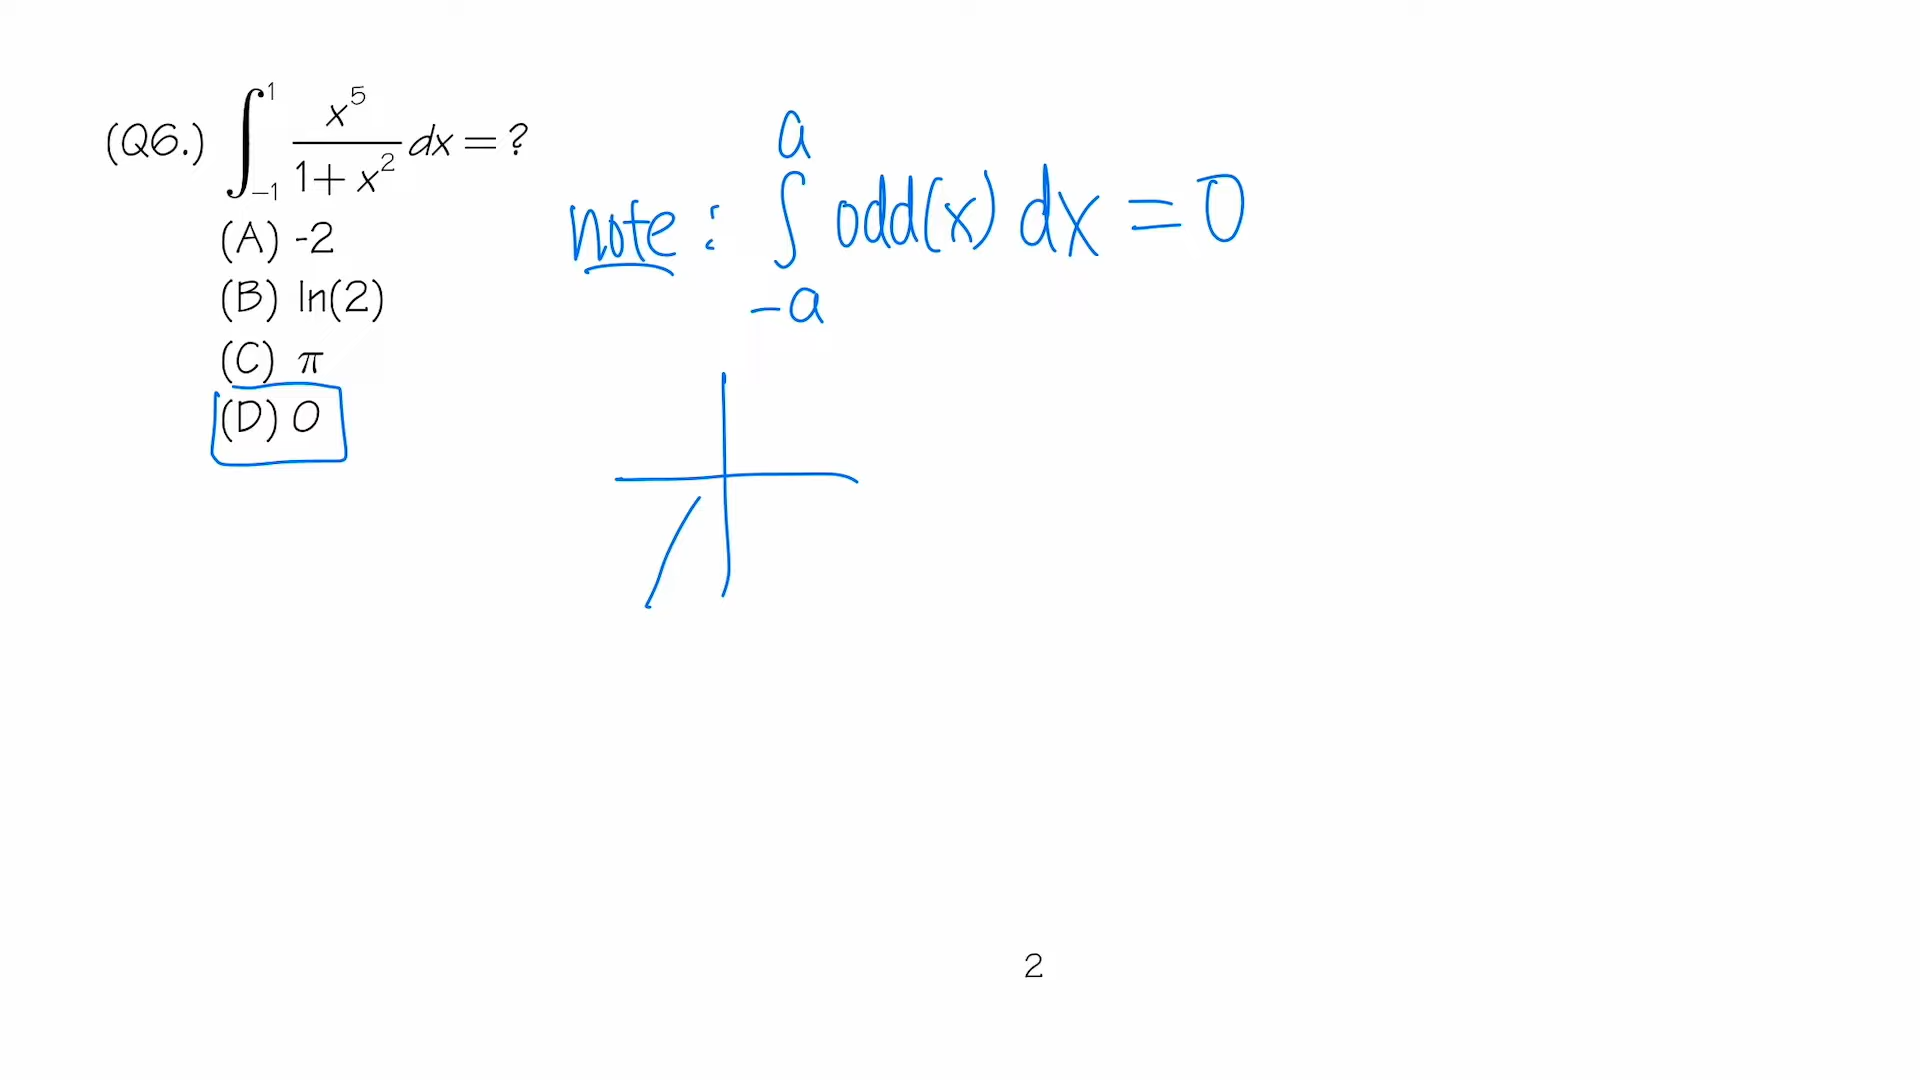 (Q6.) ∫_{-1}^{1} x^5/(1+x^2) dx = ?
(A) -2
(B) ln(2)
(C) π
(D) 0
note: ∫_{-a}^{a} odd(x) dx = 0
2